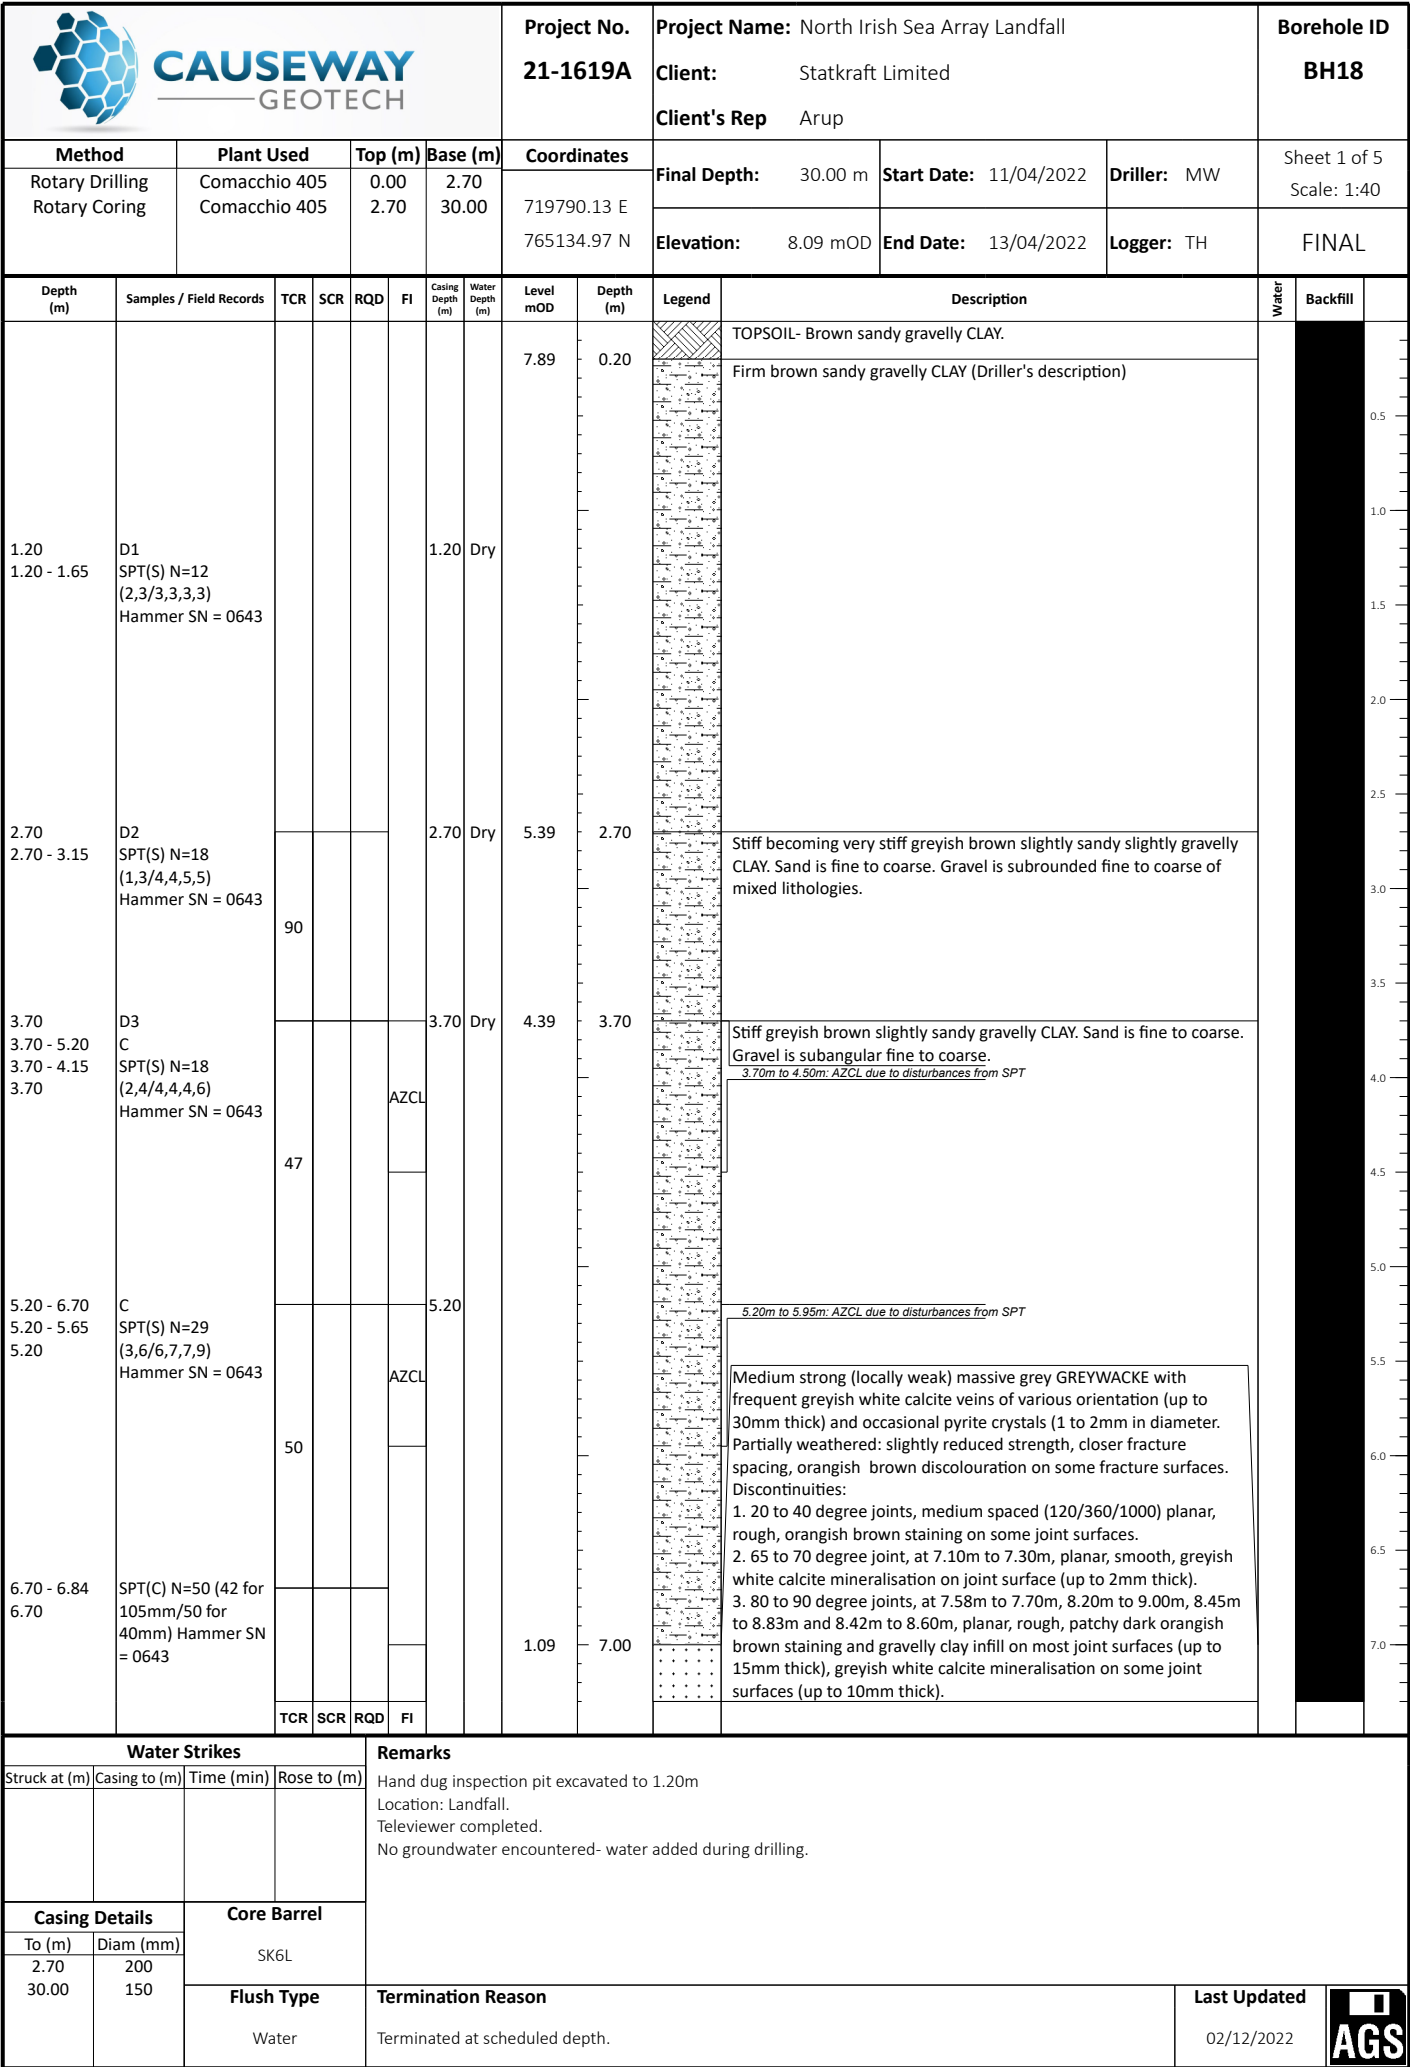 CAUSEWAY
GEOTECH
Project No.
21-1619A
Project Name: North Irish Sea Array Landfall
Client: Statkraft Limited
Client's Rep Arup
Borehole ID
BH18
Method Plant Used Top (m) Base (m)
Rotary Drilling Comacchio 405 0.00 2.70
Rotary Coring Comacchio 405 2.70 30.00
Coordinates
719790.13 E
765134.97 N
Final Depth: 30.00 m Start Date: 11/04/2022 Driller: MW
Elevation: 8.09 mOD End Date: 13/04/2022 Logger: TH
Sheet 1 of 5
Scale: 1:40
FINAL
Depth (m) Samples / Field Records TCR SCR RQD FI Casing Depth (m) Water Depth (m) Level mOD Depth (m) Legend Description Water Backfill
TOPSOIL- Brown sandy gravelly CLAY.
7.89 0.20
Firm brown sandy gravelly CLAY (Driller's description)
0.5
1.0
1.20 D1 1.20 Dry
1.20 - 1.65 SPT(S) N=12
(2,3/3,3,3,3)
Hammer SN = 0643
1.5
2.0
2.5
2.70 D2 2.70 Dry 5.39 2.70
2.70 - 3.15 SPT(S) N=18
(1,3/4,4,5,5)
Hammer SN = 0643
Stiff becoming very stiff greyish brown slightly sandy slightly gravelly
CLAY. Sand is fine to coarse. Gravel is subrounded fine to coarse of
mixed lithologies.
3.0
90
3.5
3.70 D3 3.70 Dry 4.39 3.70
3.70 - 5.20 C
3.70 - 4.15 SPT(S) N=18
3.70 (2,4/4,4,4,6)
Hammer SN = 0643
AZCL
Stiff greyish brown slightly sandy gravelly CLAY. Sand is fine to coarse.
Gravel is subangular fine to coarse.
3.70m to 4.50m: AZCL due to disturbances from SPT
4.0
47
4.5
5.0
5.20 - 6.70 C 5.20
5.20 - 5.65 SPT(S) N=29
5.20 (3,6/6,7,7,9)
Hammer SN = 0643
AZCL
5.20m to 5.95m: AZCL due to disturbances from SPT
5.5
50
Medium strong (locally weak) massive grey GREYWACKE with
frequent greyish white calcite veins of various orientation (up to
30mm thick) and occasional pyrite crystals (1 to 2mm in diameter.
Partially weathered: slightly reduced strength, closer fracture
spacing, orangish brown discolouration on some fracture surfaces.
Discontinuities:
1. 20 to 40 degree joints, medium spaced (120/360/1000) planar,
rough, orangish brown staining on some joint surfaces.
2. 65 to 70 degree joint, at 7.10m to 7.30m, planar, smooth, greyish
white calcite mineralisation on joint surface (up to 2mm thick).
3. 80 to 90 degree joints, at 7.58m to 7.70m, 8.20m to 9.00m, 8.45m
to 8.83m and 8.42m to 8.60m, planar, rough, patchy dark orangish
brown staining and gravelly clay infill on most joint surfaces (up to
15mm thick), greyish white calcite mineralisation on some joint
surfaces (up to 10mm thick).
6.0
6.5
6.70 - 6.84 SPT(C) N=50 (42 for
6.70 105mm/50 for
40mm) Hammer SN
= 0643
1.09 7.00
7.0
TCR SCR RQD FI
Water Strikes
Struck at (m) Casing to (m) Time (min) Rose to (m)
Remarks
Hand dug inspection pit excavated to 1.20m
Location: Landfall.
Televiewer completed.
No groundwater encountered- water added during drilling.
Casing Details
To (m) Diam (mm)
2.70 200
30.00 150
Core Barrel
SK6L
Flush Type
Water
Termination Reason
Terminated at scheduled depth.
Last Updated
02/12/2022
AGS